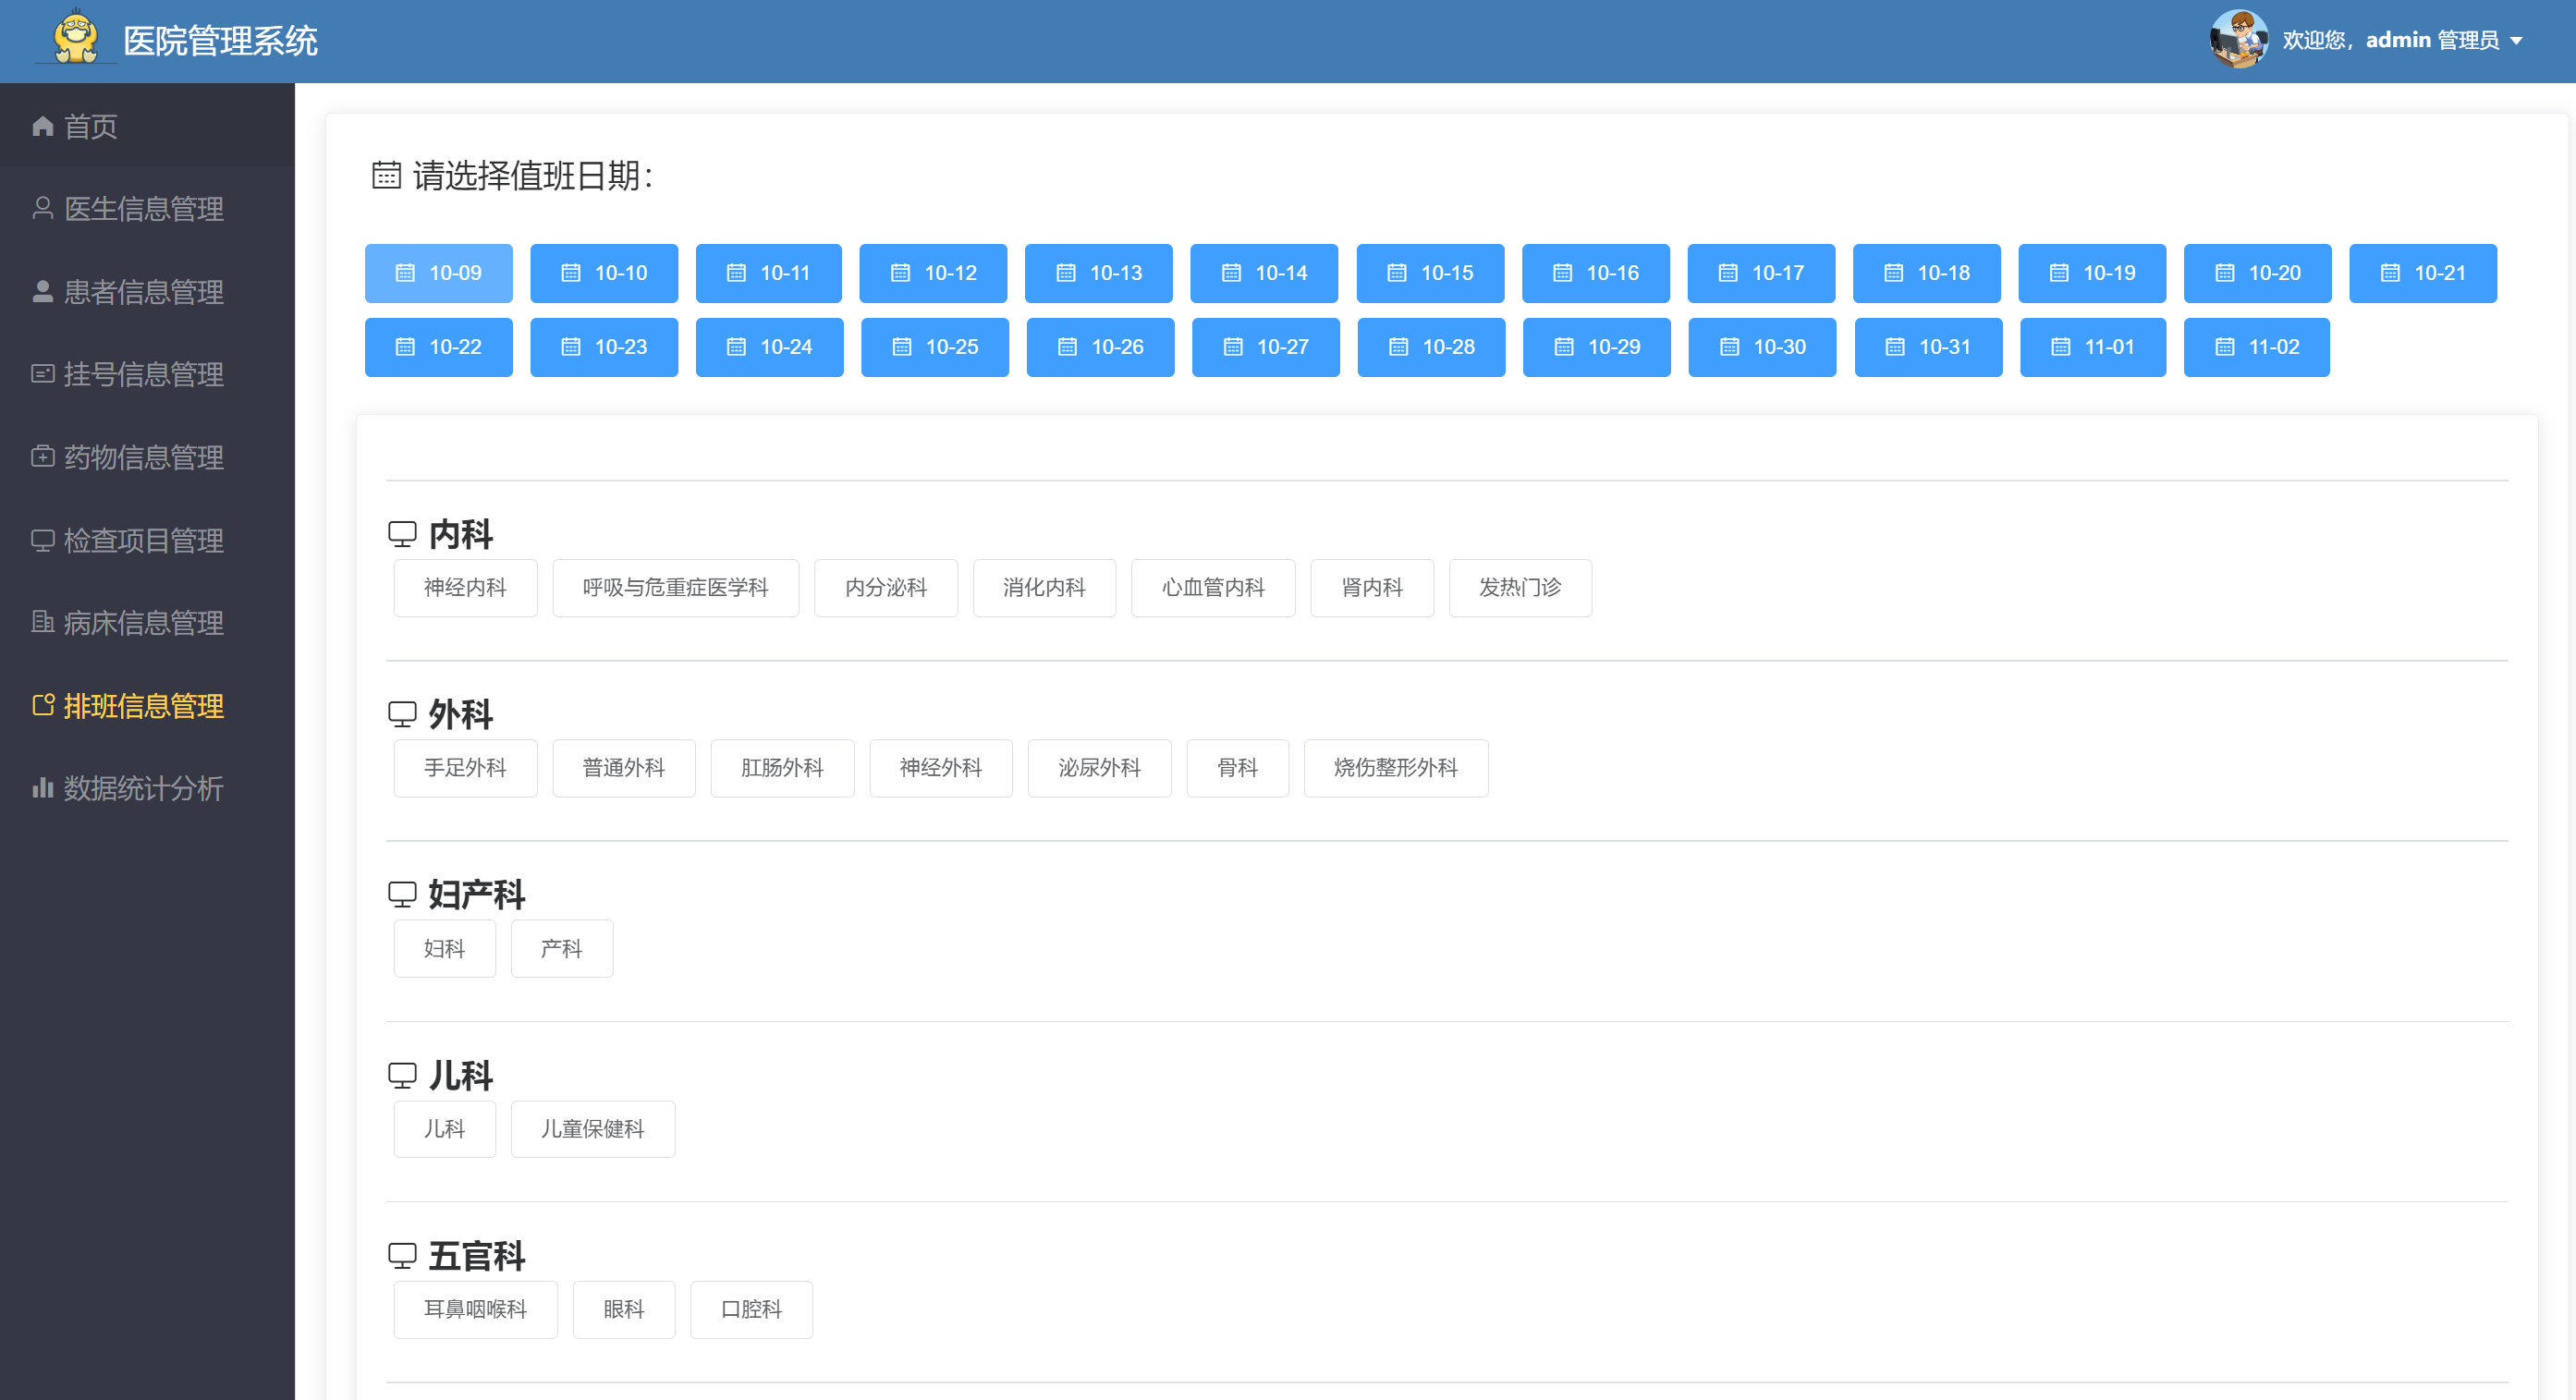 医院管理系统
欢迎您，admin 管理员
首页
医生信息管理
患者信息管理
挂号信息管理
药物信息管理
检查项目管理
病床信息管理
排班信息管理
数据统计分析
请选择值班日期：
10-09 10-10 10-11 10-12 10-13 10-14 10-15 10-16 10-17 10-18 10-19 10-20 10-21
10-22 10-23 10-24 10-25 10-26 10-27 10-28 10-29 10-30 10-31 11-01 11-02
内科
神经内科 呼吸与危重症医学科 内分泌科 消化内科 心血管内科 肾内科 发热门诊
外科
手足外科 普通外科 肛肠外科 神经外科 泌尿外科 骨科 烧伤整形外科
妇产科
妇科 产科
儿科
儿科 儿童保健科
五官科
耳鼻咽喉科 眼科 口腔科